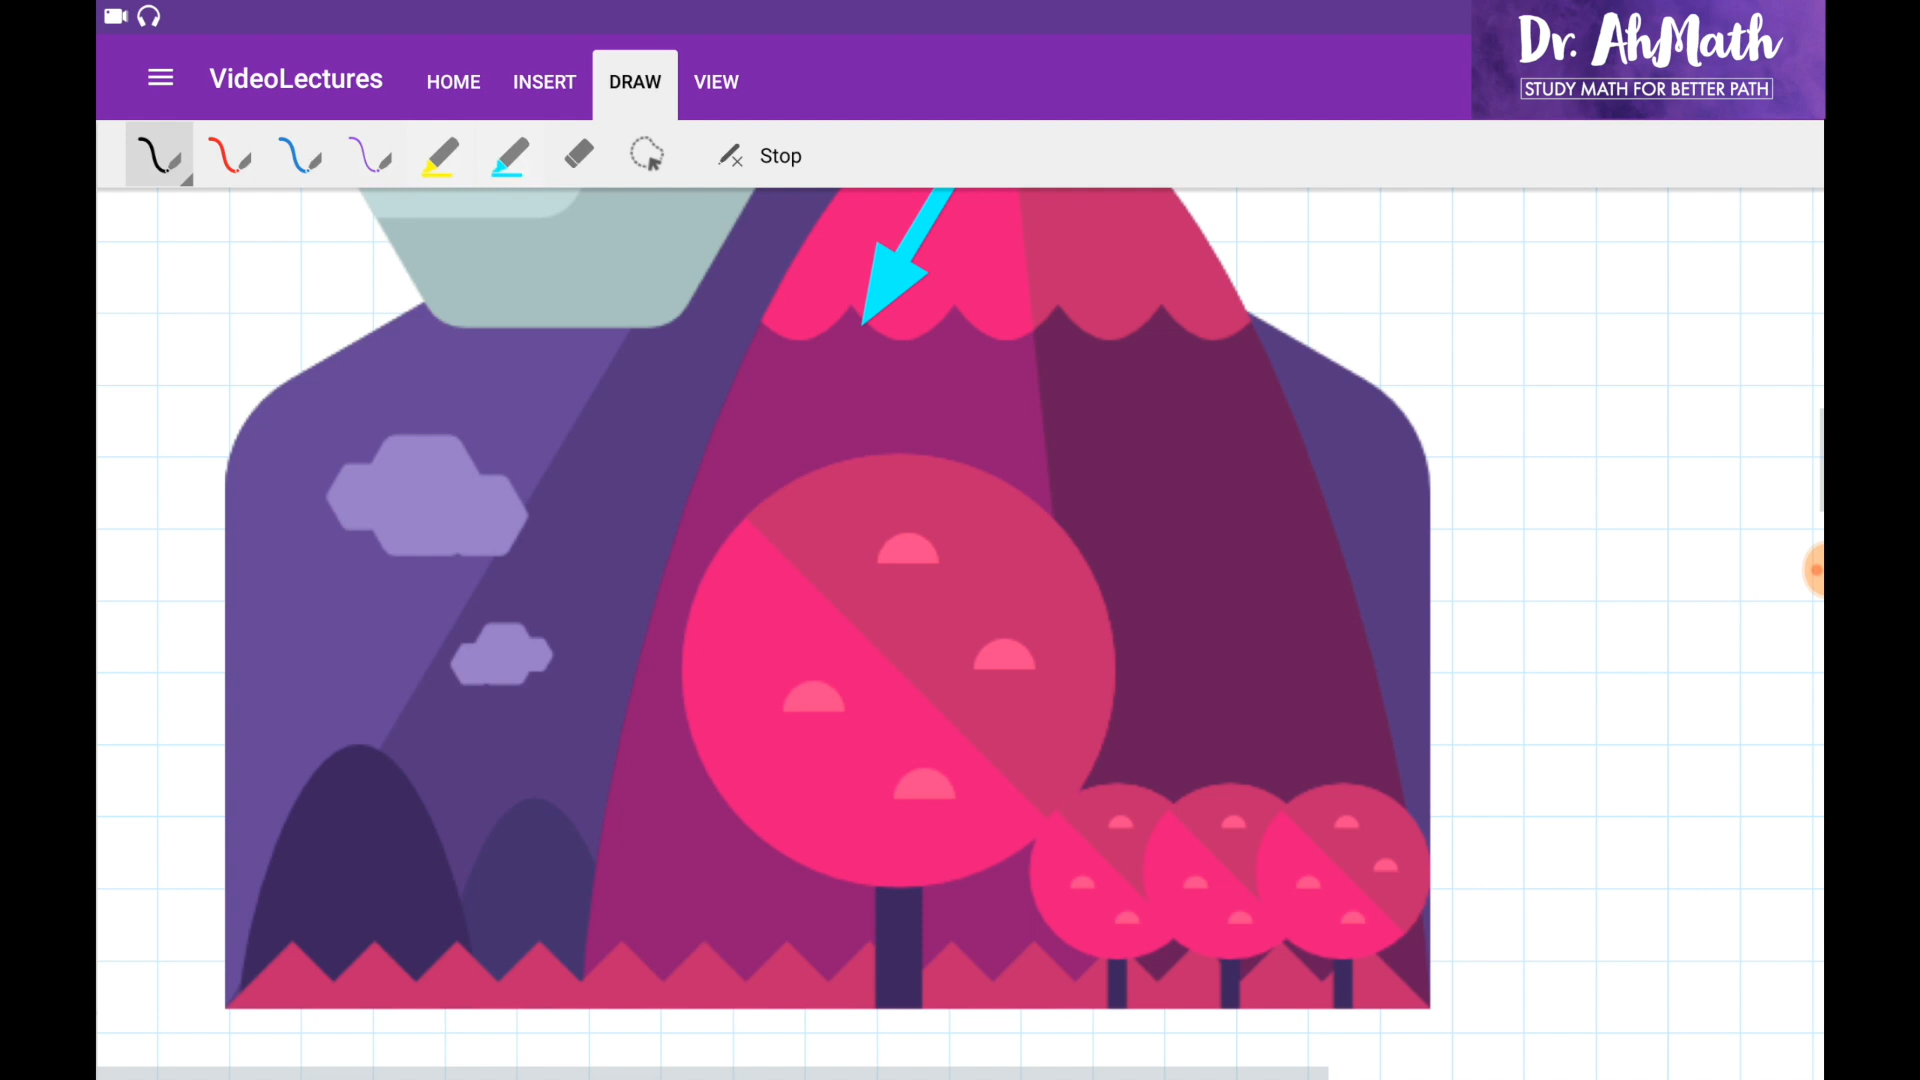 Dr. AhMath
STUDY MATH FOR BETTER PATH
VideoLectures HOME INSERT DRAW VIEW
Stop